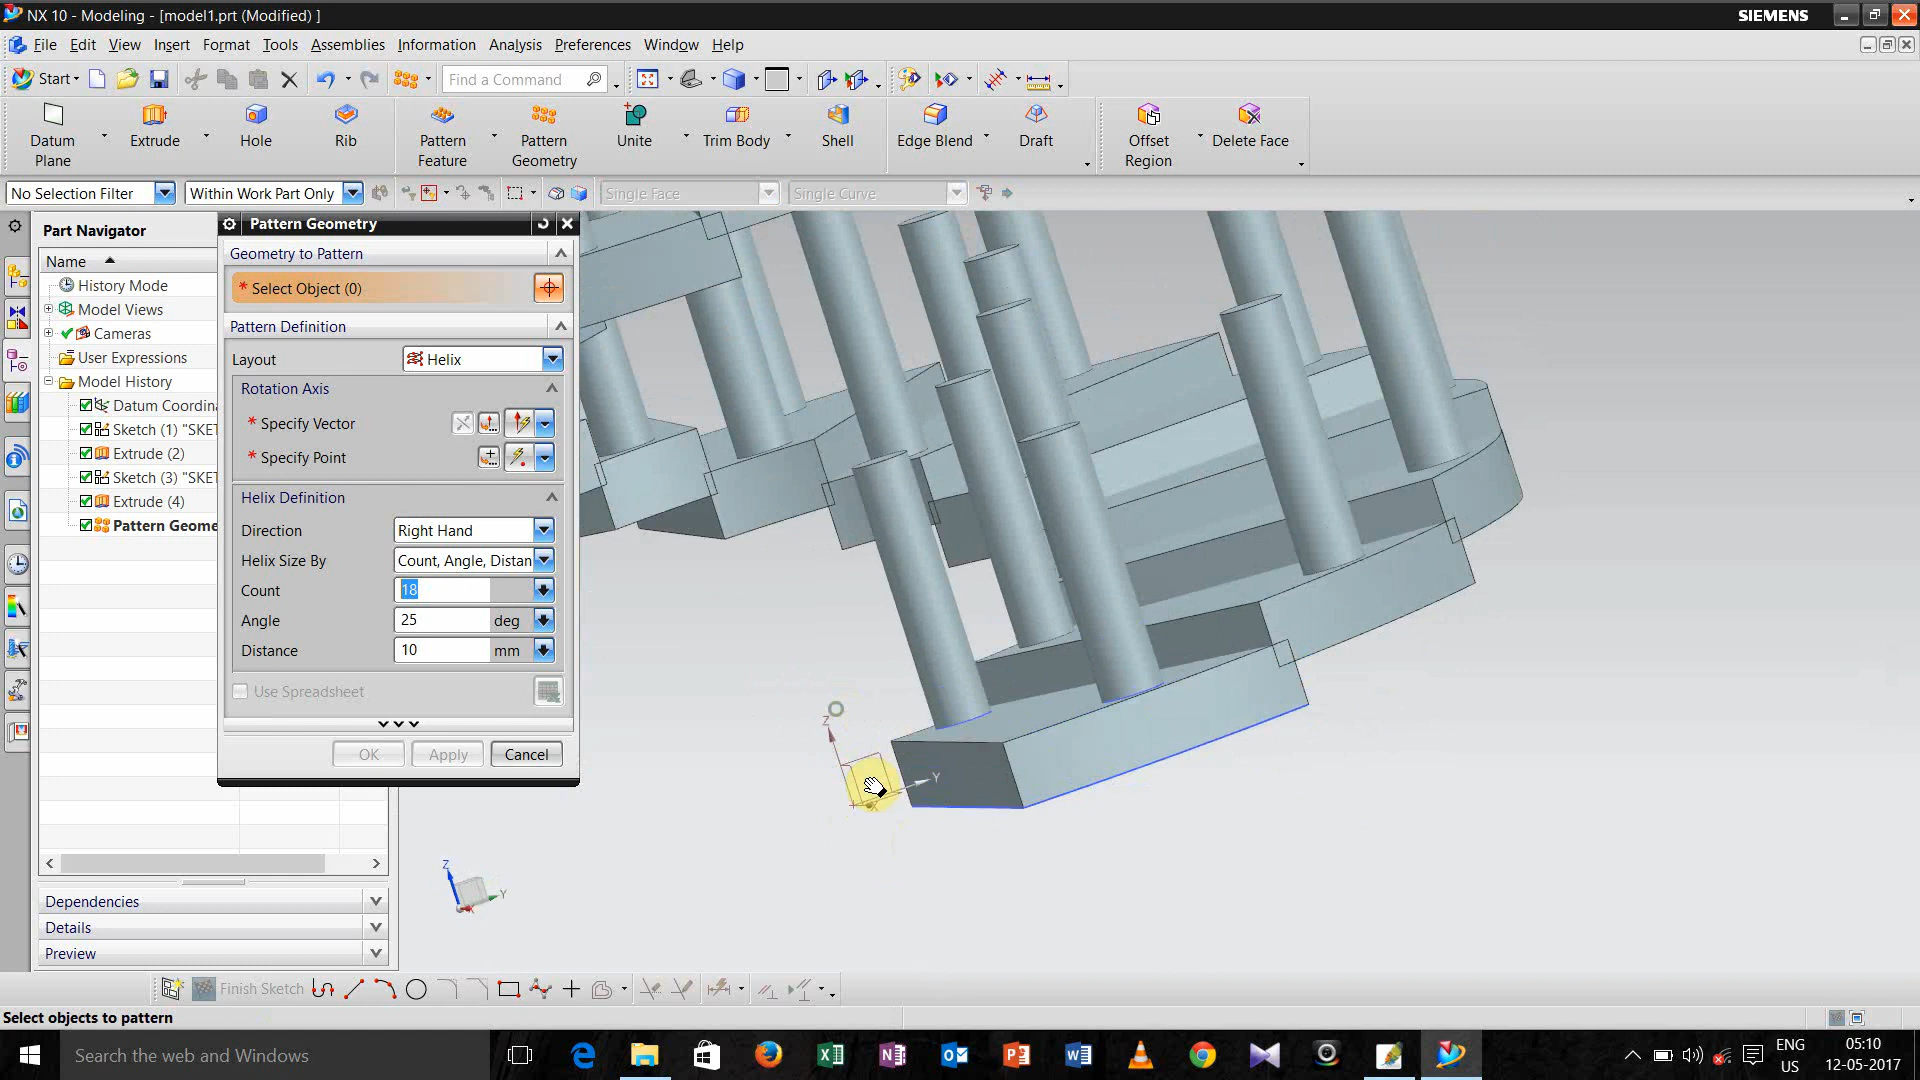 NX 10 - Modeling - [model1.prt (Modified) ]
SIEMENS
File Edit View Insert Format Tools Assemblies Information Analysis Preferences Window Help
Start Find a Command
Datum Plane
Extrude
Hole
Rib
Pattern Feature
Pattern Geometry
Unite
Trim Body
Shell
Edge Blend
Draft
Offset Region
Delete Face
No Selection Filter Within Work Part Only Single Face Single Curve
Part Navigator
Name
History Mode
Model Views
Cameras
User Expressions
Model History
Datum Coordina
Sketch (1) "SKET
Extrude (2)
Sketch (3) "SKET
Extrude (4)
Pattern Geome
Dependencies
Details
Preview
Pattern Geometry
Geometry to Pattern
* Select Object (0)
Pattern Definition
Layout Helix
Rotation Axis
* Specify Vector
* Specify Point
Helix Definition
Direction Right Hand
Helix Size By Count, Angle, Distan
Count 18
Angle 25 deg
Distance 10 mm
Use Spreadsheet
OK Apply Cancel
Z
Y
X
Z
Y
X
Finish Sketch
Select objects to pattern
Search the web and Windows
ENG
US
05:10
12-05-2017